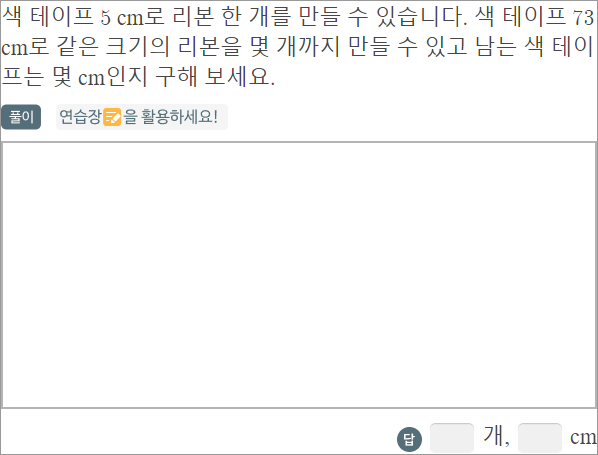 색 테이프 5 cm로 리본 한 개를 만들 수 있습니다. 색 테이프 73
cm로 같은 크기의 리본을 몇 개까지 만들 수 있고 남는 색 테이
프는 몇 cm인지 구해 보세요.
풀이 연습장을 활용하세요!
답 개, cm